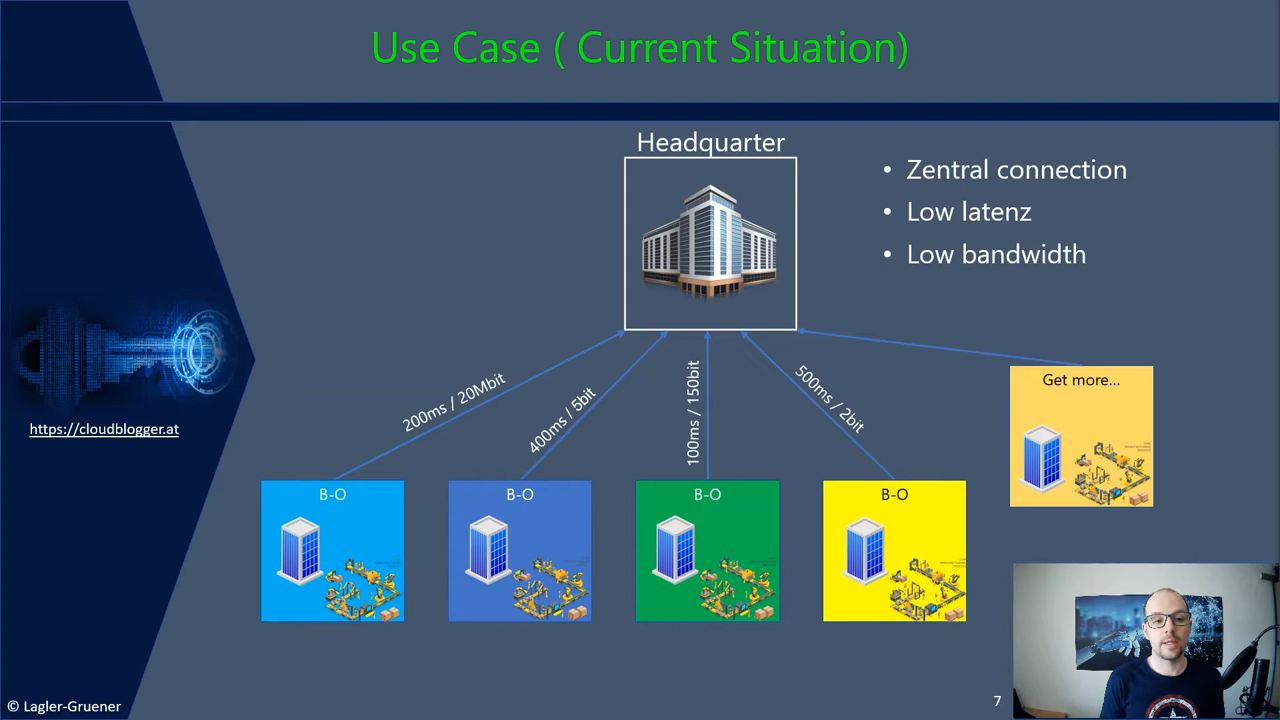 Use Case ( Current Situation)
Headquarter
• Zentral connection
• Low latenz
• Low bandwidth
200ms / 20Mbit
400ms / 5bit
100ms / 150bit
500ms / 2bit
Get more...
https://cloudblogger.at
B-O
B-O
B-O
B-O
7
© Lagler-Gruener